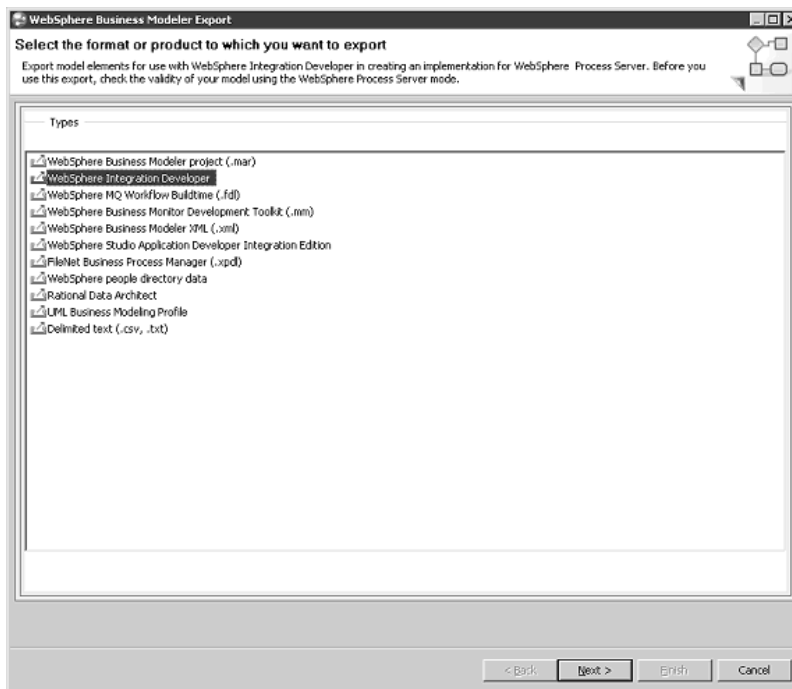 WebSphere Business Modeler Export
Select the format or product to which you want to export
Export model elements for use with WebSphere Integration Developer in creating an implementation for WebSphere Process Server. Before you
use this export, check the validity of your model using the WebSphere Process Server mode.
Types
WebSphere Business Modeler project (.mar)
WebSphere Integration Developer
WebSphere MQ Workflow Buildtime (.fdl)
WebSphere Business Monitor Development Toolkit (.mm)
WebSphere Business Modeler XML (.xml)
WebSphere Studio Application Developer Integration Edition
FileNet Business Process Manager (.xpdl)
WebSphere people directory data
Rational Data Architect
UML Business Modeling Profile
Delimited text (.csv, .txt)
< Back Next > Finish Cancel